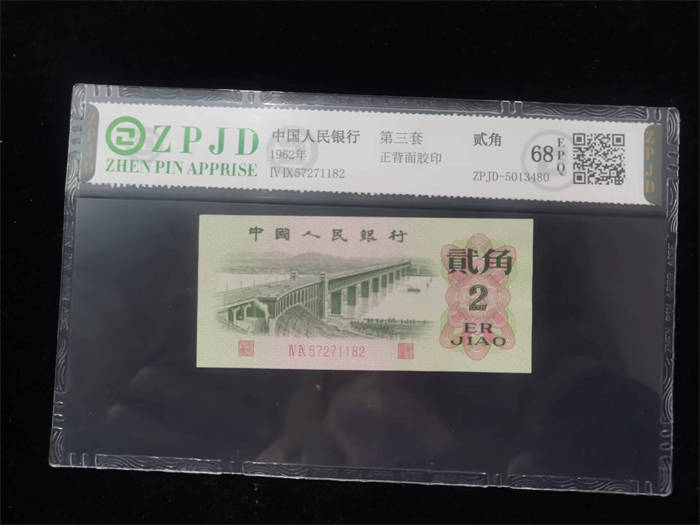 ZPJD
ZHEN PIN APPRISE
中国人民银行 第三套 贰角
1962年 正背面胶印
IV IX57271182 ZPJD-5013480
68 EPQ
ZPJD
中國人民銀行
貳角
2
ER
JIAO
IV IX 57271182